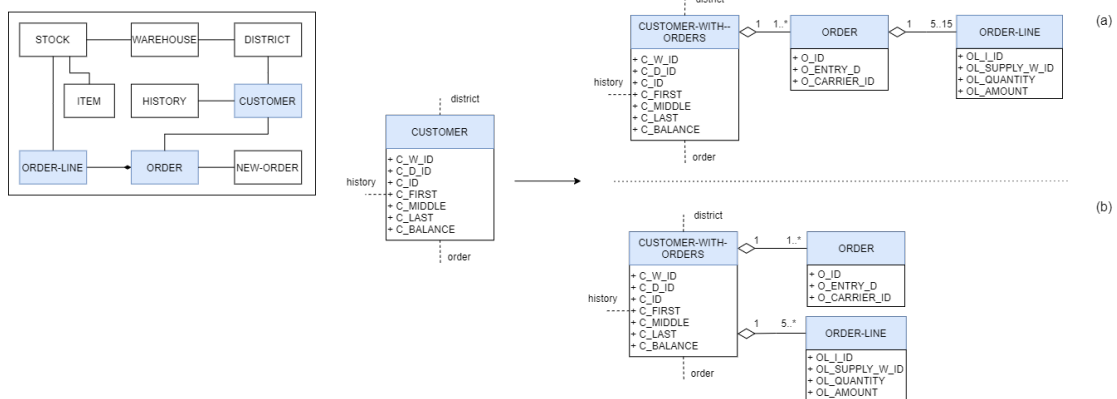 STOCK
WAREHOUSE
DISTRICT
ITEM
HISTORY
CUSTOMER
ORDER-LINE
ORDER
NEW-ORDER
district
CUSTOMER
+ C_W_ID
+ C_D_ID
+ C_ID
history
+ C_FIRST
+ C_MIDDLE
+ C_LAST
+ C_BALANCE
order
district
(a)
CUSTOMER-WITH--
ORDERS
1
1..*
ORDER
1
5..15
ORDER-LINE
+ C_W_ID
+ C_D_ID
+ C_ID
history
+ C_FIRST
+ C_MIDDLE
+ C_LAST
+ C_BALANCE
+ O_ID
+ O_ENTRY_D
+ O_CARRIER_ID
+ OL_I_ID
+ OL_SUPPLY_W_ID
+ OL_QUANTITY
+ OL_AMOUNT
order
(b)
district
CUSTOMER-WITH-
ORDERS
1
1..*
ORDER
+ C_W_ID
+ C_D_ID
+ C_ID
history
+ C_FIRST
+ C_MIDDLE
+ C_LAST
+ C_BALANCE
+ O_ID
+ O_ENTRY_D
+ O_CARRIER_ID
1
5..*
ORDER-LINE
+ OL_I_ID
+ OL_SUPPLY_W_ID
+ OL_QUANTITY
+ OL_AMOUNT
order